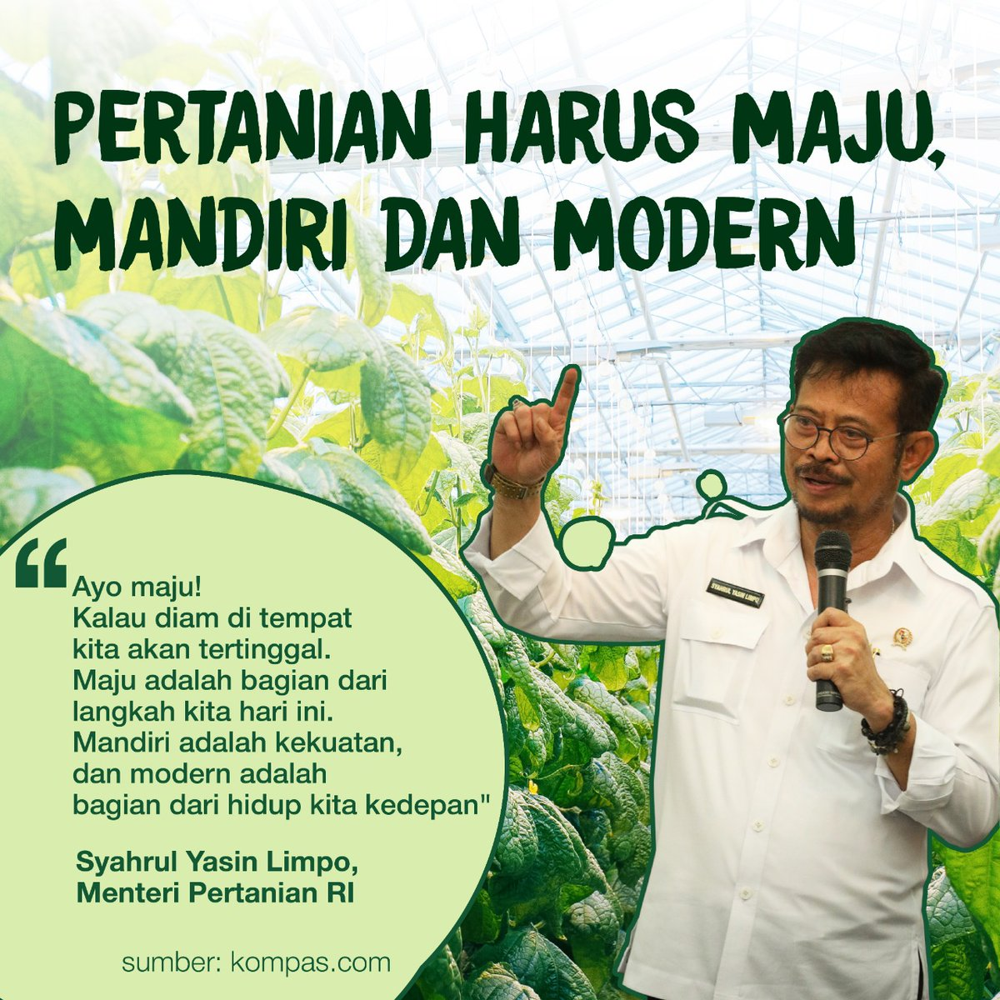 PERTANIAN HARUS MAJU,
MANDIRI DAN MODERN
SYAHRUL YASIN LIMPO
“
Ayo maju!
Kalau diam di tempat
kita akan tertinggal.
Maju adalah bagian dari
langkah kita hari ini.
Mandiri adalah kekuatan,
dan modern adalah
bagian dari hidup kita kedepan"
Syahrul Yasin Limpo,
Menteri Pertanian RI
sumber: kompas.com